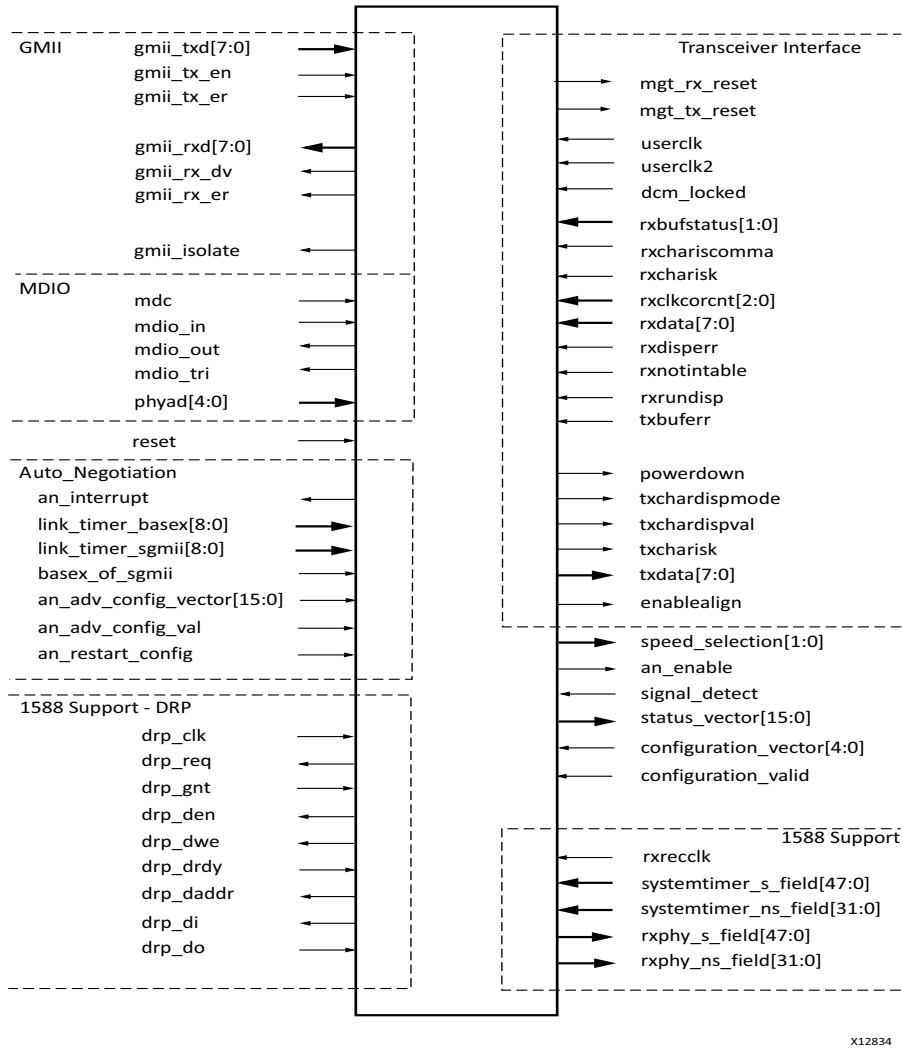 GMII
gmii_txd[7:0]
gmii_tx_en
gmii_tx_er
gmii_rxd[7:0]
gmii_rx_dv
gmii_rx_er
gmii_isolate
MDIO
mdc
mdio_in
mdio_out
mdio_tri
phyad[4:0]
reset
Auto_Negotiation
an_interrupt
link_timer_basex[8:0]
link_timer_sgmii[8:0]
basex_of_sgmii
an_adv_config_vector[15:0]
an_adv_config_val
an_restart_config
1588 Support - DRP
drp_clk
drp_req
drp_gnt
drp_den
drp_dwe
drp_drdy
drp_daddr
drp_di
drp_do
Transceiver Interface
mgt_rx_reset
mgt_tx_reset
userclk
userclk2
dcm_locked
rxbufstatus[1:0]
rxchariscomma
rxcharisk
rxclkcorcnt[2:0]
rxdata[7:0]
rxdisperr
rxnotintable
rxrundisp
txbuferr
powerdown
txchardispmode
txchardispval
txcharisk
txdata[7:0]
enablealign
speed_selection[1:0]
an_enable
signal_detect
status_vector[15:0]
configuration_vector[4:0]
configuration_valid
1588 Support
rxrecclk
systemtimer_s_field[47:0]
systemtimer_ns_field[31:0]
rxphy_s_field[47:0]
rxphy_ns_field[31:0]
X12834